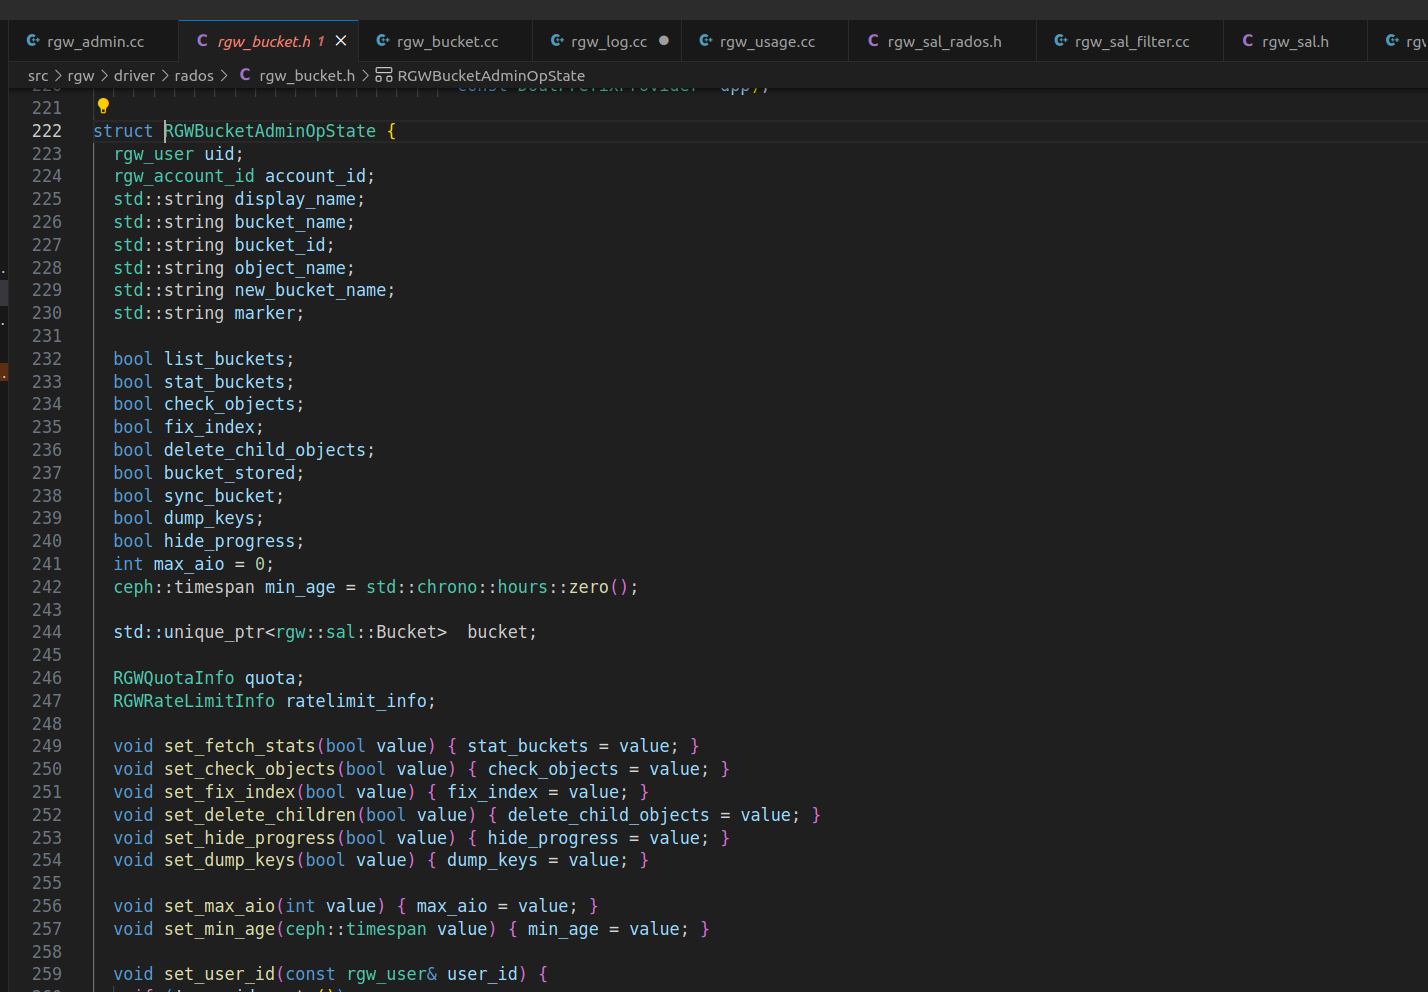 rgw_admin.cc rgw_bucket.h 1 rgw_bucket.cc rgw_log.cc rgw_usage.cc rgw_sal_rados.h rgw_sal_filter.cc rgw_sal.h
src > rgw > driver > rados > C rgw_bucket.h > RGWBucketAdminOpState
221
222 struct RGWBucketAdminOpState {
223 rgw_user uid;
224 rgw_account_id account_id;
225 std::string display_name;
226 std::string bucket_name;
227 std::string bucket_id;
228 std::string object_name;
229 std::string new_bucket_name;
230 std::string marker;
231
232 bool list_buckets;
233 bool stat_buckets;
234 bool check_objects;
235 bool fix_index;
236 bool delete_child_objects;
237 bool bucket_stored;
238 bool sync_bucket;
239 bool dump_keys;
240 bool hide_progress;
241 int max_aio = 0;
242 ceph::timespan min_age = std::chrono::hours::zero();
243
244 std::unique_ptr<rgw::sal::Bucket>  bucket;
245
246 RGWQuotaInfo quota;
247 RGWRateLimitInfo ratelimit_info;
248
249 void set_fetch_stats(bool value) { stat_buckets = value; }
250 void set_check_objects(bool value) { check_objects = value; }
251 void set_fix_index(bool value) { fix_index = value; }
252 void set_delete_children(bool value) { delete_child_objects = value; }
253 void set_hide_progress(bool value) { hide_progress = value; }
254 void set_dump_keys(bool value) { dump_keys = value; }
255
256 void set_max_aio(int value) { max_aio = value; }
257 void set_min_age(ceph::timespan value) { min_age = value; }
258
259 void set_user_id(const rgw_user& user_id) {